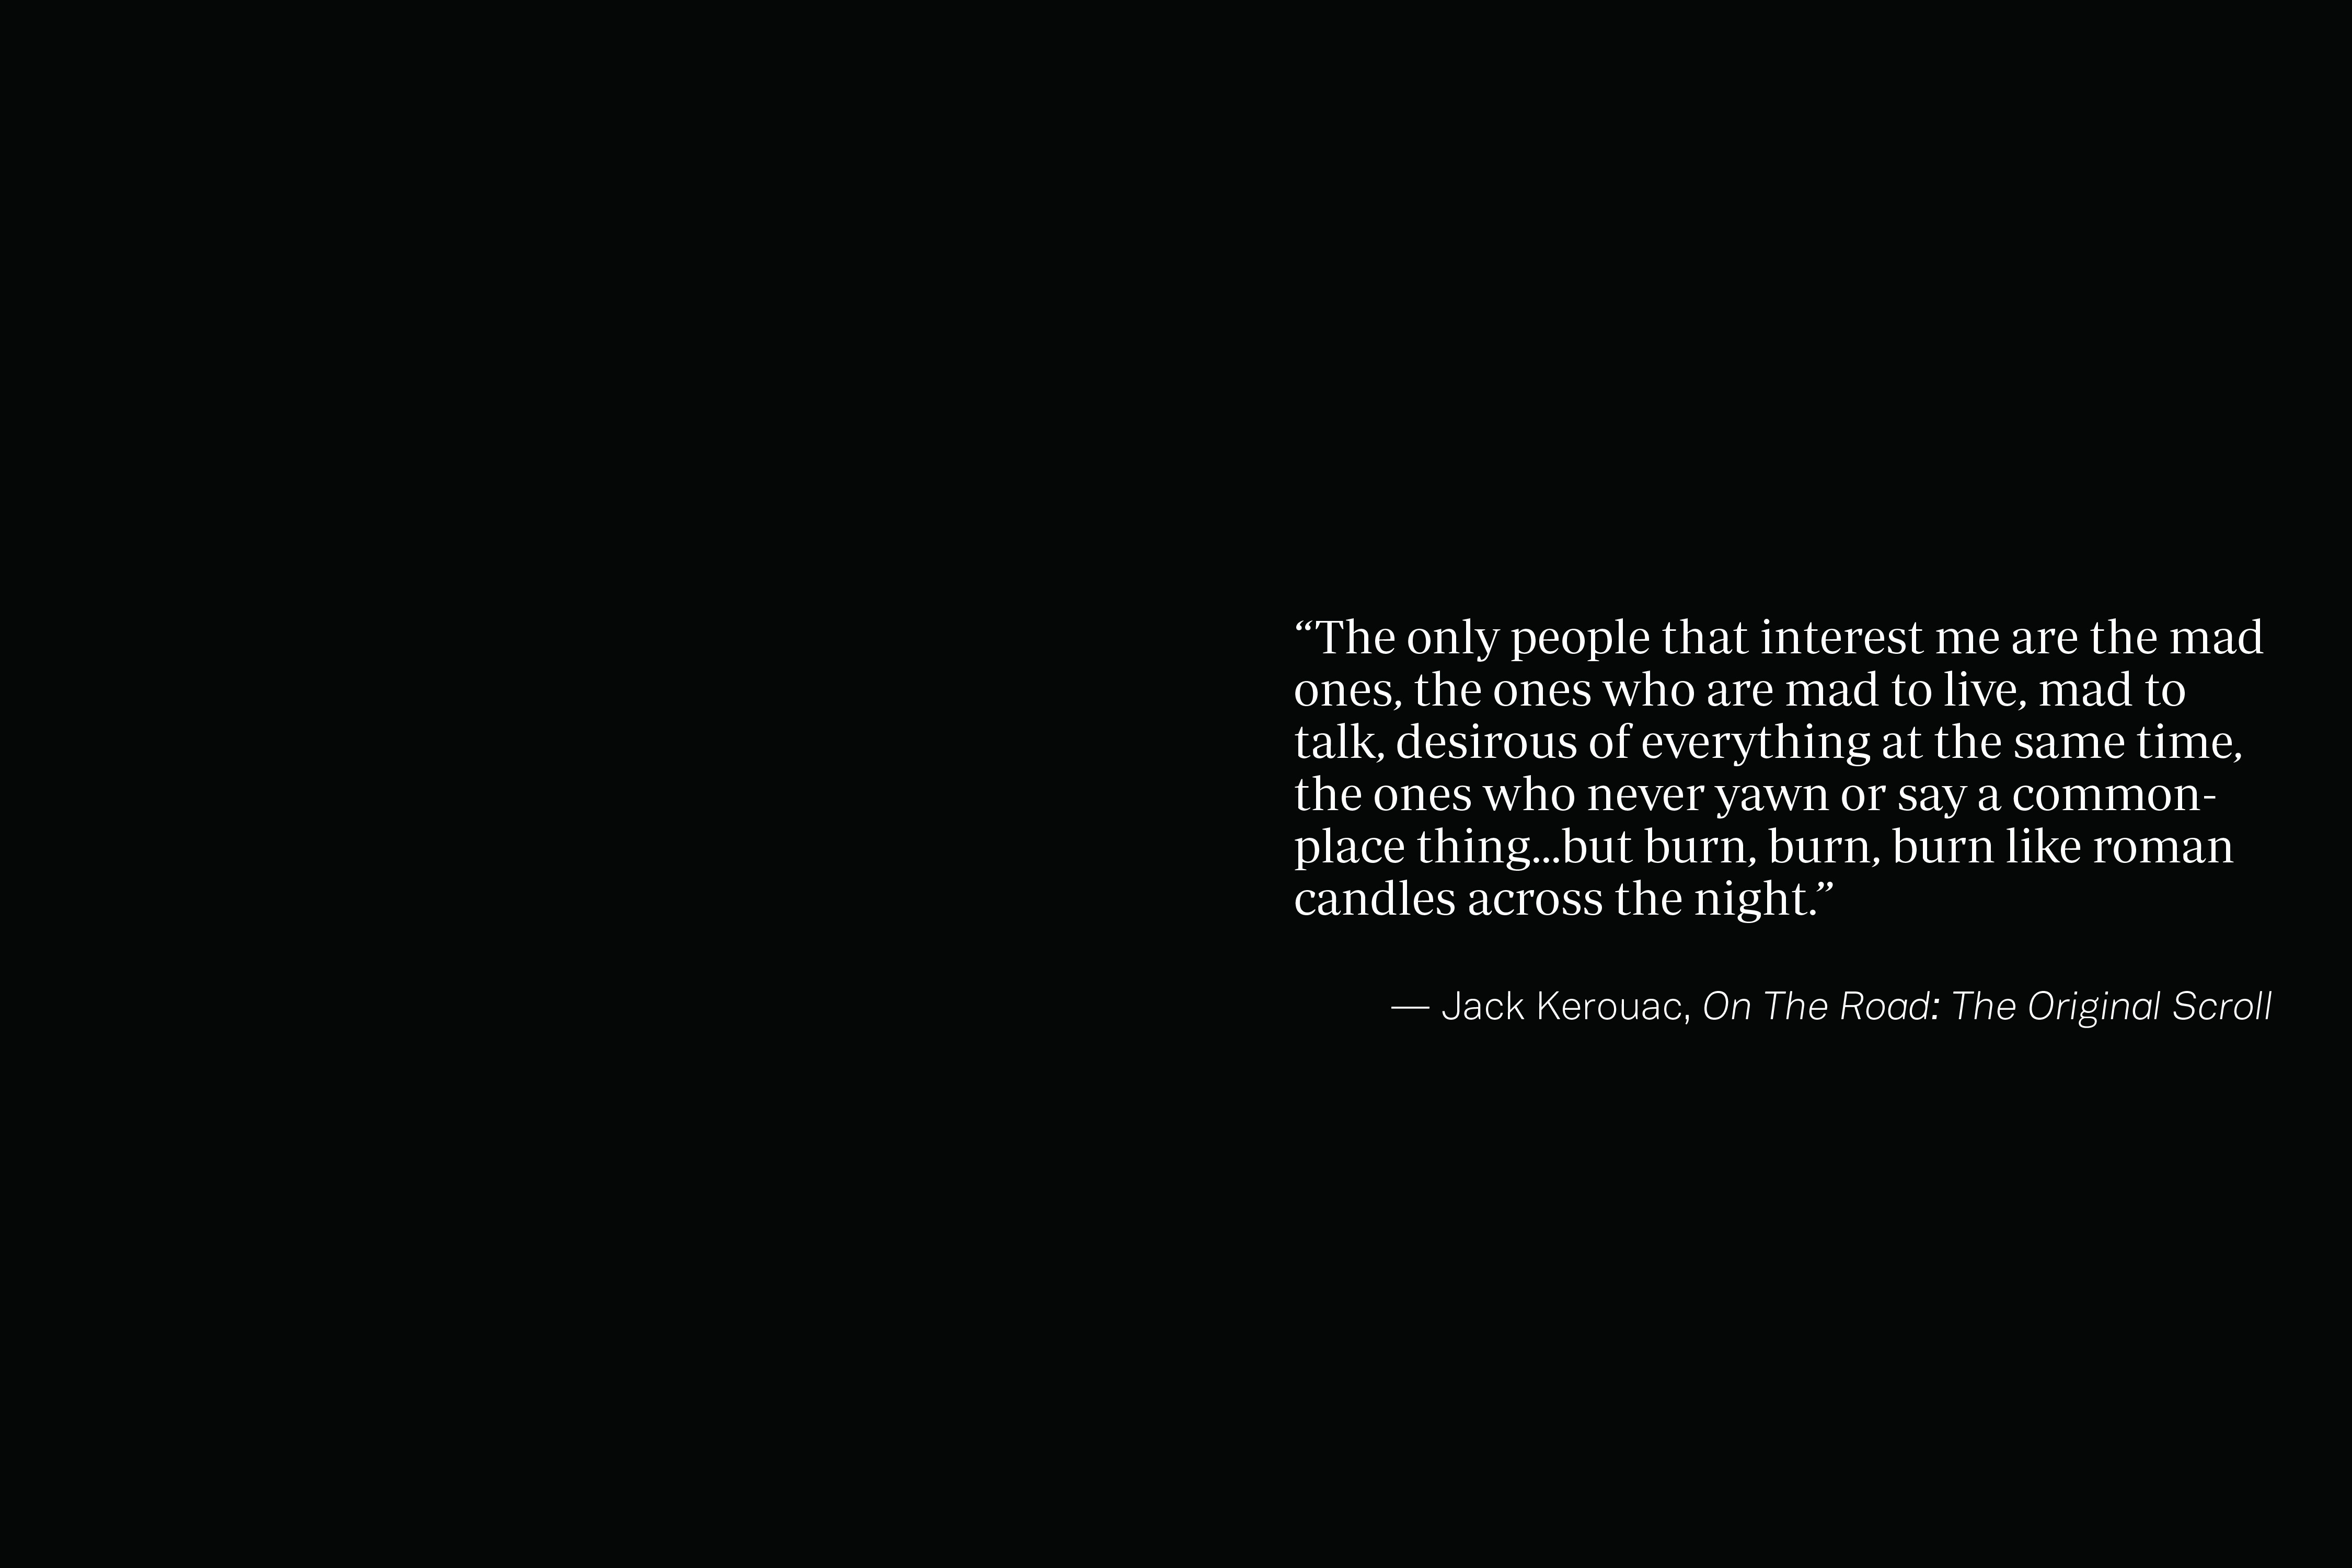 “The only people that interest me are the mad
ones, the ones who are mad to live, mad to
talk, desirous of everything at the same time,
the ones who never yawn or say a common-
place thing...but burn, burn, burn like roman
candles across the night.”
— Jack Kerouac, On The Road: The Original Scroll